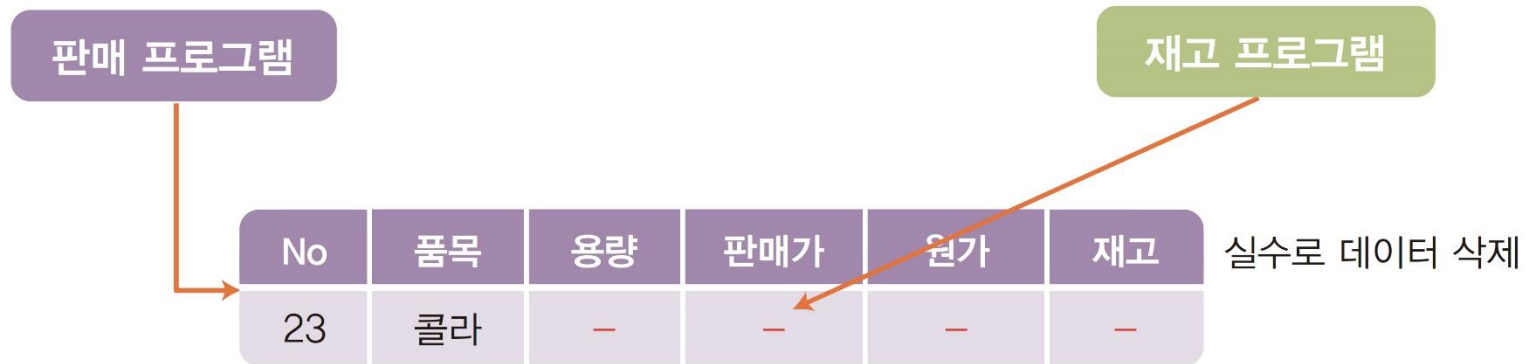 판매 프로그램
재고 프로그램
No 품목 용량 판매가 원가 재고
실수로 데이터 삭제
23 콜라 – – – –